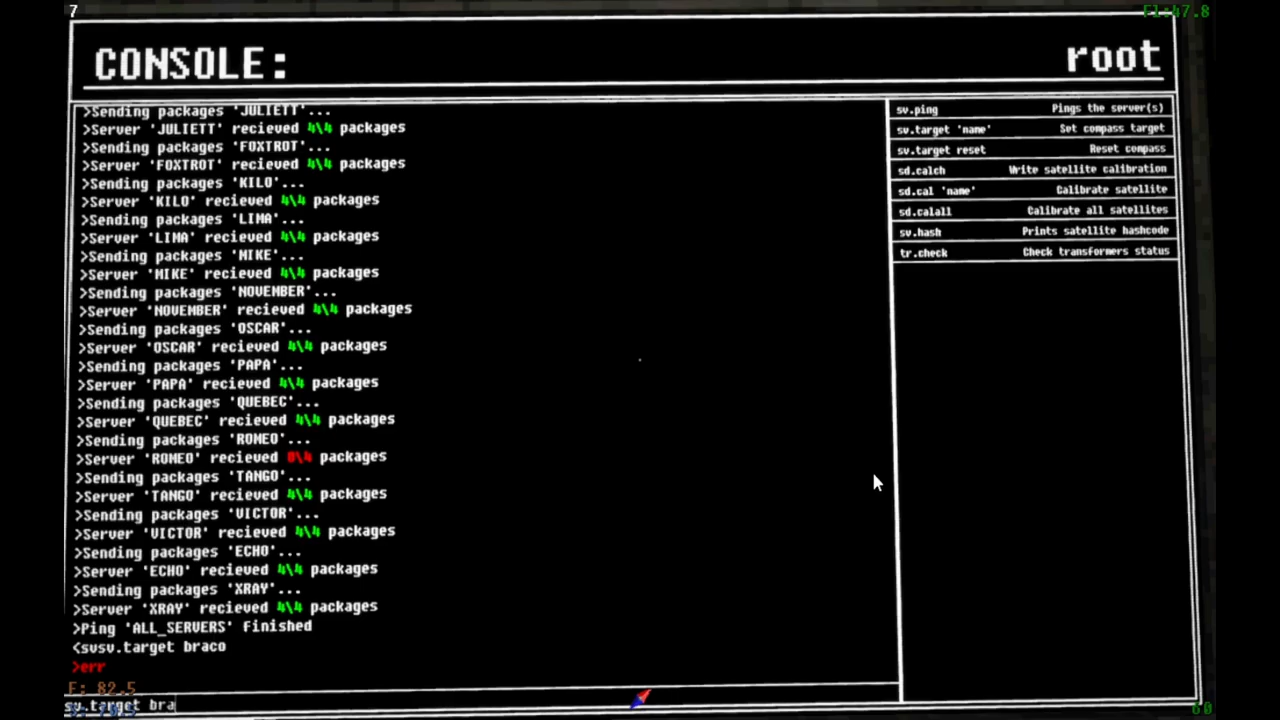 7
F1:47.8
CONSOLE:
root
>Sending packages 'JULIETT'...
>Server 'JULIETT' recieved 4\4 packages
>Sending packages 'FOXTROT'...
>Server 'FOXTROT' recieved 4\4 packages
>Sending packages 'KILO'...
>Server 'KILO' recieved 4\4 packages
>Sending packages 'LIMA'...
>Server 'LIMA' recieved 4\4 packages
>Sending packages 'MIKE'...
>Server 'MIKE' recieved 4\4 packages
>Sending packages 'NOVEMBER'...
>Server 'NOVEMBER' recieved 4\4 packages
>Sending packages 'OSCAR'...
>Server 'OSCAR' recieved 4\4 packages
>Sending packages 'PAPA'...
>Server 'PAPA' recieved 4\4 packages
>Sending packages 'QUEBEC'...
>Server 'QUEBEC' recieved 4\4 packages
>Sending packages 'ROMEO'...
>Server 'ROMEO' recieved 0\4 packages
>Sending packages 'TANGO'...
>Server 'TANGO' recieved 4\4 packages
>Sending packages 'VICTOR'...
>Server 'VICTOR' recieved 4\4 packages
>Sending packages 'ECHO'...
>Server 'ECHO' recieved 4\4 packages
>Sending packages 'XRAY'...
>Server 'XRAY' recieved 4\4 packages
>Ping 'ALL_SERVERS' Finished
<svsv.target braco
>err
E: 82.5
sv.target bra
sv.ping Pings the server(s)
sv.target 'name' Set compass target
sv.target reset Reset compass
sd.calch Write satellite calibration
sd.cal 'name' Calibrate satellite
sd.calall Calibrate all satellites
sv.hash Prints satellite hashcode
tr.check Check transformers status
60